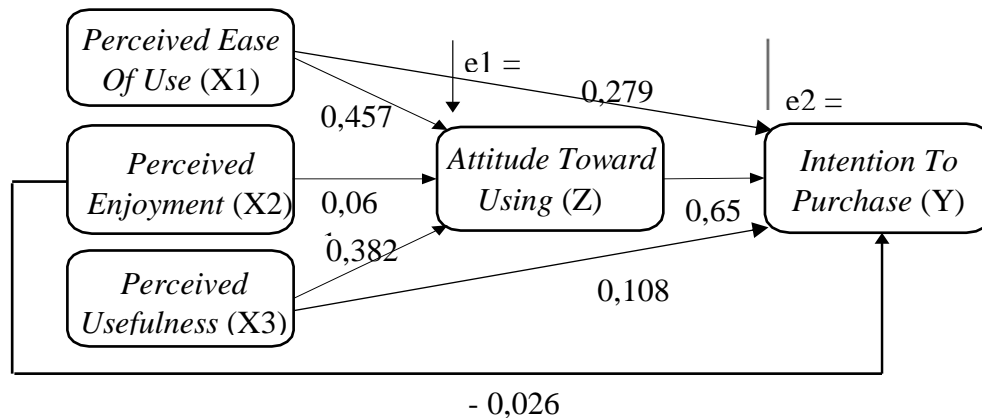 Perceived Ease
Of Use (X1)
e1 =
0,279
e2 =
0,457
Perceived
Enjoyment (X2)
Attitude Toward
Using (Z)
Intention To
Purchase (Y)
0,06
0,65
0,382
Perceived
Usefulness (X3)
0,108
- 0,026